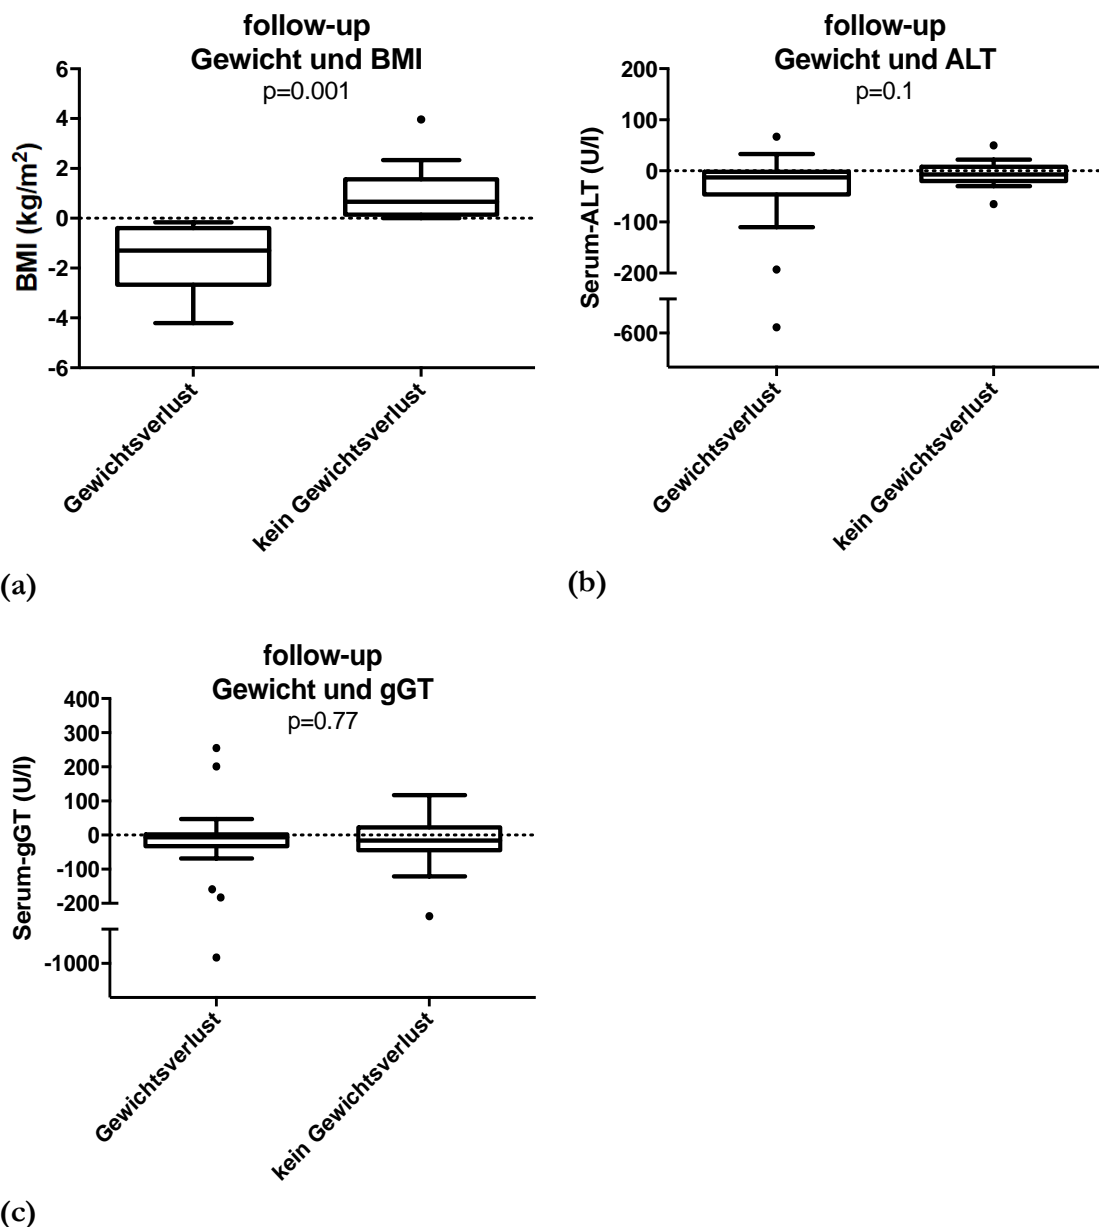 follow-up
Gewicht und BMI
p=0.001
BMI (kg/m²)
6
4
2
0
-2
-4
-6
Gewichtsverlust
kein Gewichtsverlust
(a)
follow-up
Gewicht und ALT
p=0.1
Serum-ALT (U/l)
200
100
0
-100
-200
-600
Gewichtsverlust
kein Gewichtsverlust
(b)
follow-up
Gewicht und gGT
p=0.77
Serum-gGT (U/l)
400
300
200
100
0
-100
-200
-1000
Gewichtsverlust
kein Gewichtsverlust
(c)